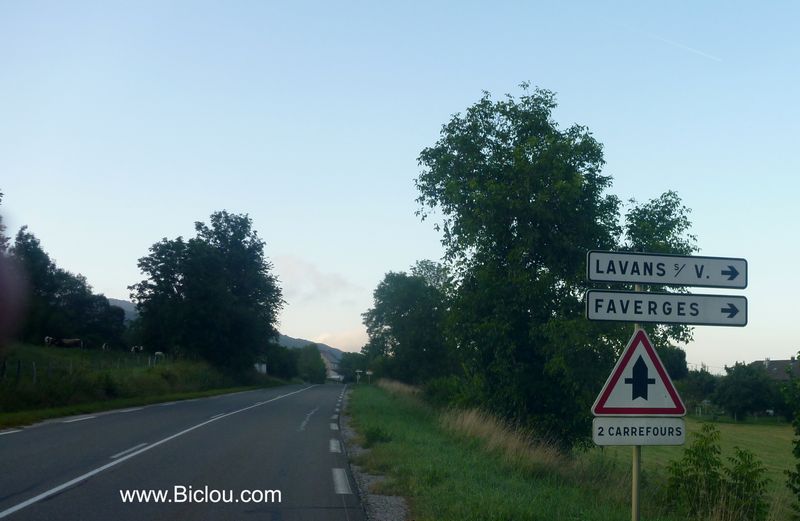 LAVANS S/ V.
FAVERGES
2 CARREFOURS
www.Biclou.com